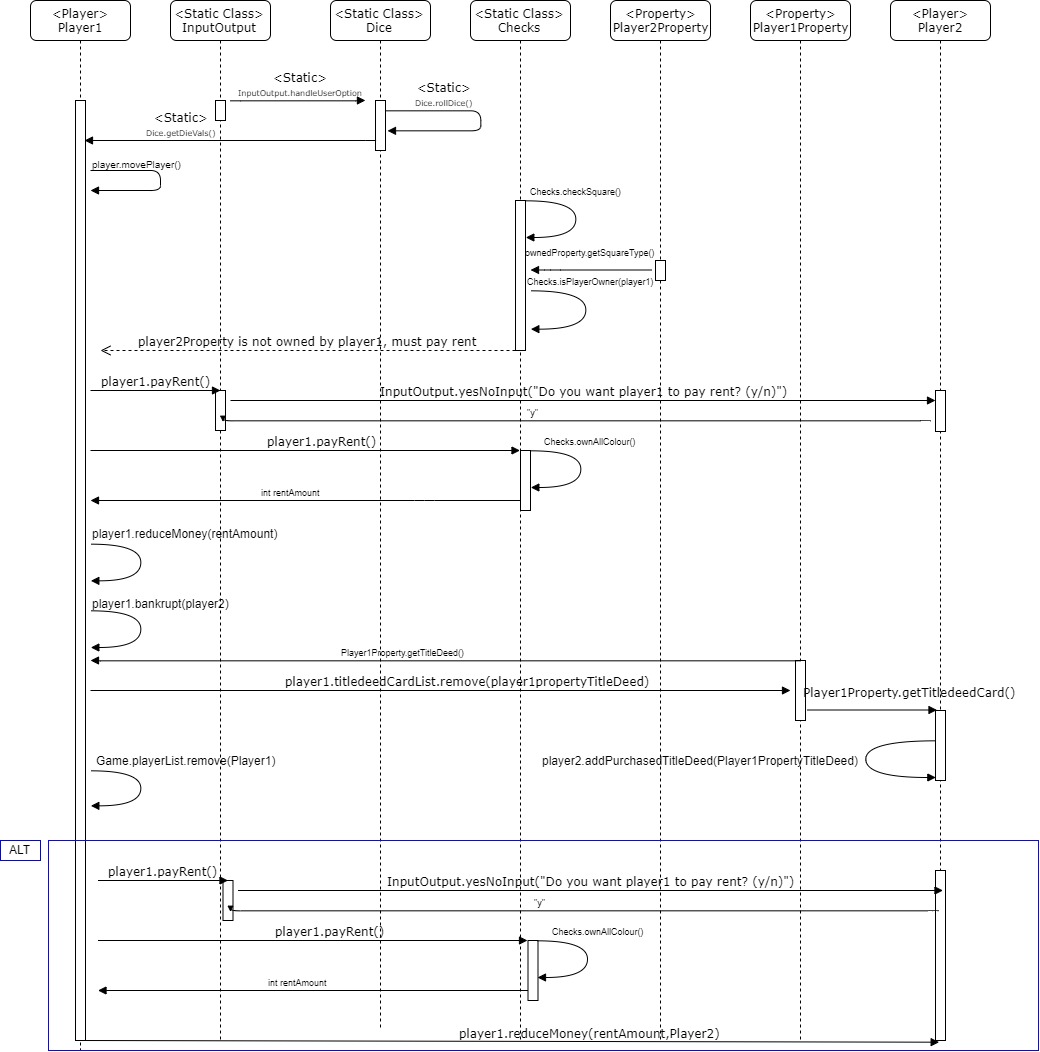 <Player>
Player1
<Static Class>
InputOutput
<Static Class>
Dice
<Static Class>
Checks
<Property>
Player2Property
<Property>
Player1Property
<Player>
Player2
<Static>
InputOutput.handleUserOption
<Static>
Dice.rollDice()
<Static>
Dice.getDieVals()
player.movePlayer()
Checks.checkSquare()
ownedProperty.getSquareType()
Checks.isPlayerOwner(player1)
player2Property is not owned by player1, must pay rent
player1.payRent()
InputOutput.yesNoInput("Do you want player1 to pay rent? (y/n)")
"y"
player1.payRent()
Checks.ownAllColour()
int rentAmount
player1.reduceMoney(rentAmount)
player1.bankrupt(player2)
Player1Property.getTitleDeed()
player1.titledeedCardList.remove(player1propertyTitleDeed)
Player1Property.getTitledeedCard()
Game.playerList.remove(Player1)
player2.addPurchasedTitleDeed(Player1PropertyTitleDeed)
ALT
player1.payRent()
InputOutput.yesNoInput("Do you want player1 to pay rent? (y/n)")
"y"
player1.payRent()
Checks.ownAllColour()
int rentAmount
player1.reduceMoney(rentAmount,Player2)